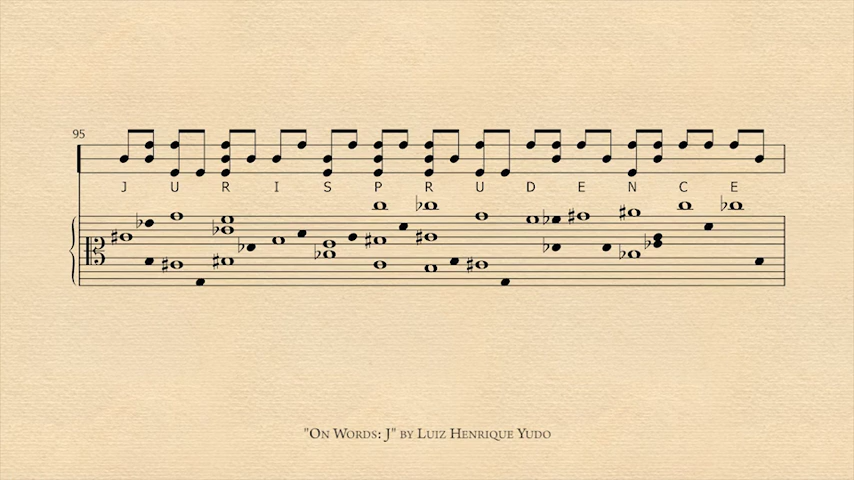 95
J U R I S P R U D E N C E
"On Words: J" by Luiz Henrique Yudo